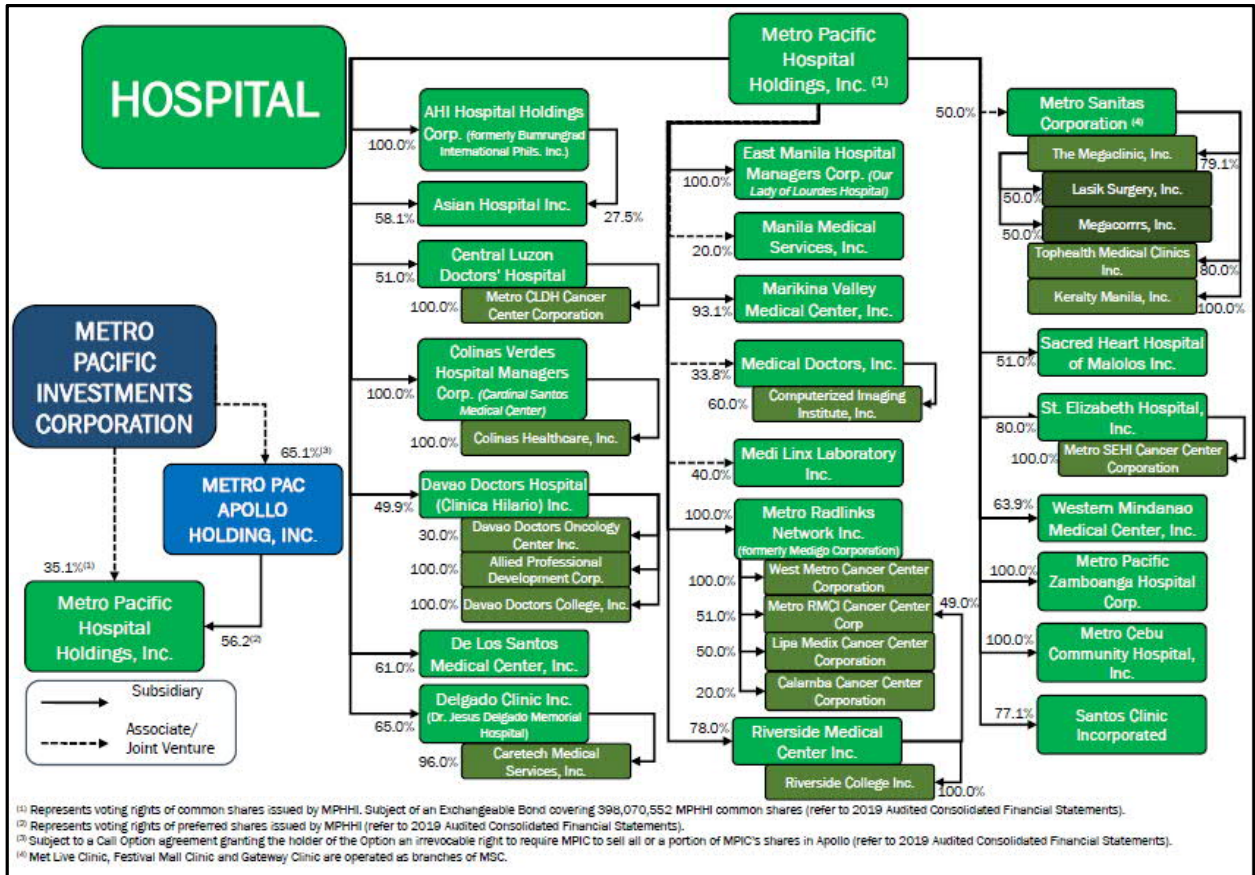 HOSPITAL
METRO
PACIFIC
INVESTMENTS
CORPORATION
65.1%(3)
METRO PAC
APOLLO
HOLDING, INC.
35.1%(1)
Metro Pacific
Hospital
Holdings, Inc.
56.2(2)
Subsidiary
Associate/
Joint Venture
Metro Pacific
Hospital
Holdings, Inc. (1)
AHI Hospital Holdings
Corp. (formerly Bumrungrad
International Phils. Inc.)
100.0%
Asian Hospital Inc.
58.1%
27.5%
Central Luzon
Doctors' Hospital
51.0%
Metro CLDH Cancer
Center Corporation
100.0%
Colinas Verdes
Hospital Managers
Corp. (Cardinal Santos
Medical Center)
100.0%
Colinas Healthcare, Inc.
100.0%
Davao Doctors Hospital
(Clinica Hilario) Inc.
49.9%
Davao Doctors Oncology
Center Inc.
30.0%
Allied Professional
Development Corp.
100.0%
Davao Doctors College, Inc.
100.0%
De Los Santos
Medical Center, Inc.
61.0%
Delgado Clinic Inc.
(Dr. Jesus Delgado Memorial
Hospital)
65.0%
Caretech Medical
Services, Inc.
96.0%
East Manila Hospital
Managers Corp. (Our
Lady of Lourdes Hospital)
100.0%
Manila Medical
Services, Inc.
20.0%
Marikina Valley
Medical Center, Inc.
93.1%
Medical Doctors, Inc.
33.8%
Computerized Imaging
Institute, Inc.
60.0%
Medi Linx Laboratory
Inc.
40.0%
Metro Radlinks
Network Inc.
(formerly Medigo Corporation)
100.0%
West Metro Cancer Center
Corporation
100.0%
Metro RMCI Cancer Center
Corp
51.0%
49.0%
Lipa Medix Cancer Center
Corporation
50.0%
Calamba Cancer Center
Corporation
20.0%
Riverside Medical
Center Inc.
78.0%
Riverside College Inc.
100.0%
Metro Sanitas
Corporation (4)
50.0%
The Megaclinic, Inc.
79.1%
Lasik Surgery, Inc.
50.0%
Megacorrrs, Inc.
50.0%
Tophealth Medical Clinics
Inc.
80.0%
Keralty Manila, Inc.
100.0%
Sacred Heart Hospital
of Malolos Inc.
51.0%
St. Elizabeth Hospital,
Inc.
80.0%
Metro SEHI Cancer Center
Corporation
100.0%
Western Mindanao
Medical Center, Inc.
63.9%
Metro Pacific
Zamboanga Hospital
Corp.
100.0%
Metro Cebu
Community Hospital,
Inc.
100.0%
Santos Clinic
Incorporated
77.1%
(1) Represents voting rights of common shares issued by MPHHI. Subject of an Exchangeable Bond covering 398,070,552 MPHHI common shares (refer to 2019 Audited Consolidated Financial Statements).
(2) Represents voting rights of preferred shares issued by MPHHI (refer to 2019 Audited Consolidated Financial Statements).
(3) Subject to a Call Option agreement granting the holder of the Option an irrevocable right to require MPIC to sell all or a portion of MPIC's shares in Apollo (refer to 2019 Audited Consolidated Financial Statements).
(4) Met Live Clinic, Festival Mall Clinic and Gateway Clinic are operated as branches of MSC.